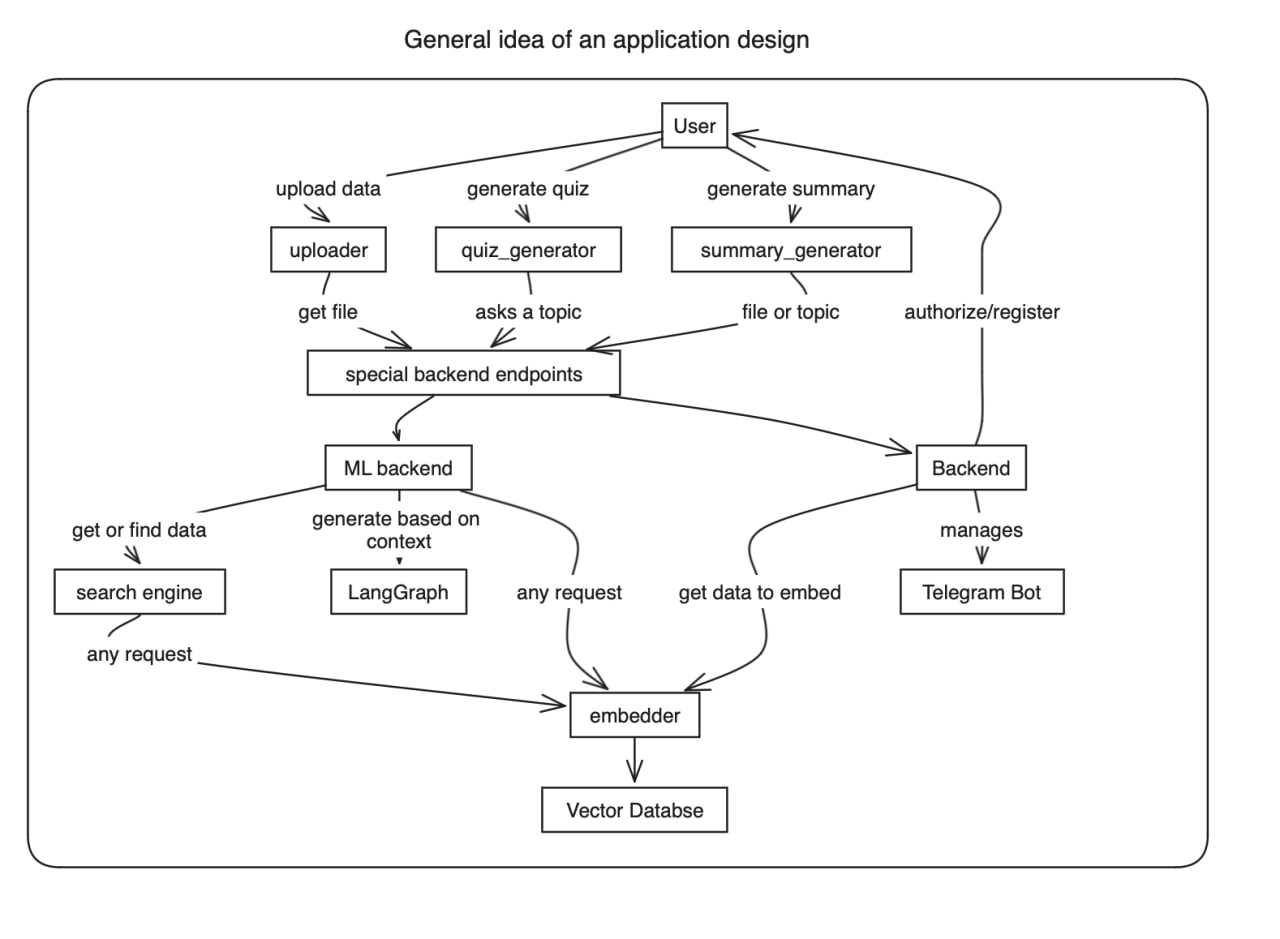 General idea of an application design
User
upload data
generate quiz
generate summary
uploader
quiz_generator
summary_generator
get file
asks a topic
file or topic
authorize/register
special backend endpoints
ML backend
Backend
get or find data
generate based on
context
manages
search engine
LangGraph
any request
get data to embed
Telegram Bot
any request
embedder
Vector Databse